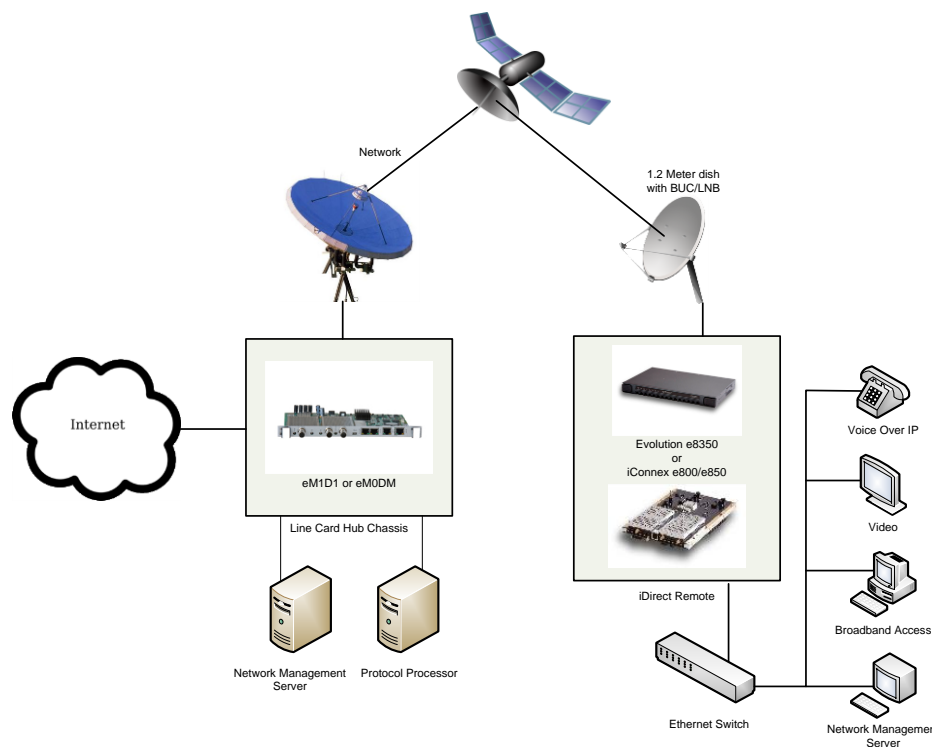 Network
1.2 Meter dish
with BUC/LNB
Internet
eM1D1 or eM0DM
Line Card Hub Chassis
Network Management
Server
Protocol Processor
Evolution e8350
or
iConnex e800/e850
iDirect Remote
Ethernet Switch
Voice Over IP
Video
Broadband Access
Network Managemen
Server